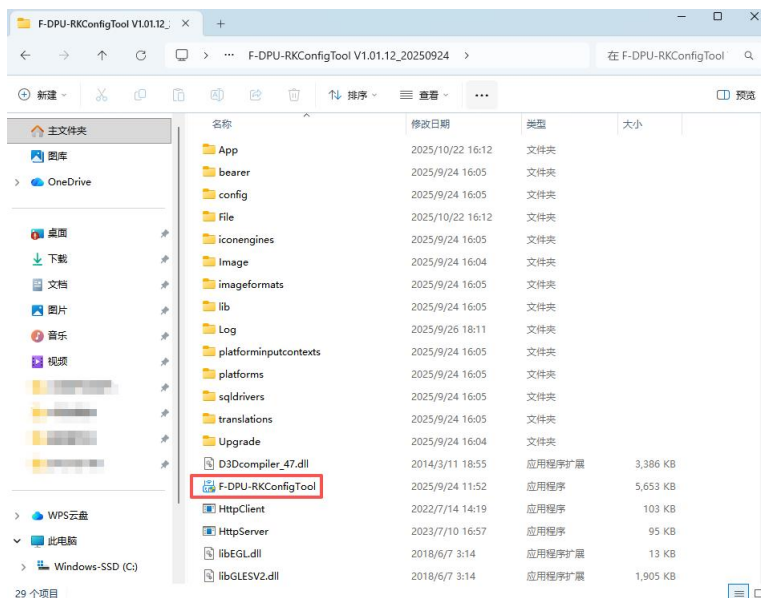 F-DPU-RKConfigTool V1.01.12_:
F-DPU-RKConfigTool V1.01.12_20250924
在 F-DPU-RKConfigTool
新建
排序
查看
预览
名称 修改日期 类型 大小
主文件夹
图库
OneDrive
桌面
下载
文档
图片
音乐
视频
WPS云盘
此电脑
Windows-SSD (C:)
App 2025/10/22 16:12 文件夹
bearer 2025/9/24 16:05 文件夹
config 2025/9/24 16:05 文件夹
File 2025/10/22 16:12 文件夹
iconengines 2025/9/24 16:05 文件夹
Image 2025/9/24 16:04 文件夹
imageformats 2025/9/24 16:05 文件夹
lib 2025/9/24 16:05 文件夹
Log 2025/9/26 18:11 文件夹
platforminputcontexts 2025/9/24 16:05 文件夹
platforms 2025/9/24 16:05 文件夹
sqldrivers 2025/9/24 16:05 文件夹
translations 2025/9/24 16:05 文件夹
Upgrade 2025/9/24 16:04 文件夹
D3Dcompiler_47.dll 2014/3/11 18:55 应用程序扩展 3,386 KB
F-DPU-RKConfigTool 2025/9/24 11:52 应用程序 5,653 KB
HttpClient 2022/7/14 14:19 应用程序 103 KB
HttpServer 2023/7/10 16:57 应用程序 95 KB
libEGL.dll 2018/6/7 3:14 应用程序扩展 13 KB
libGLESV2.dll 2018/6/7 3:14 应用程序扩展 1,905 KB
29 个项目